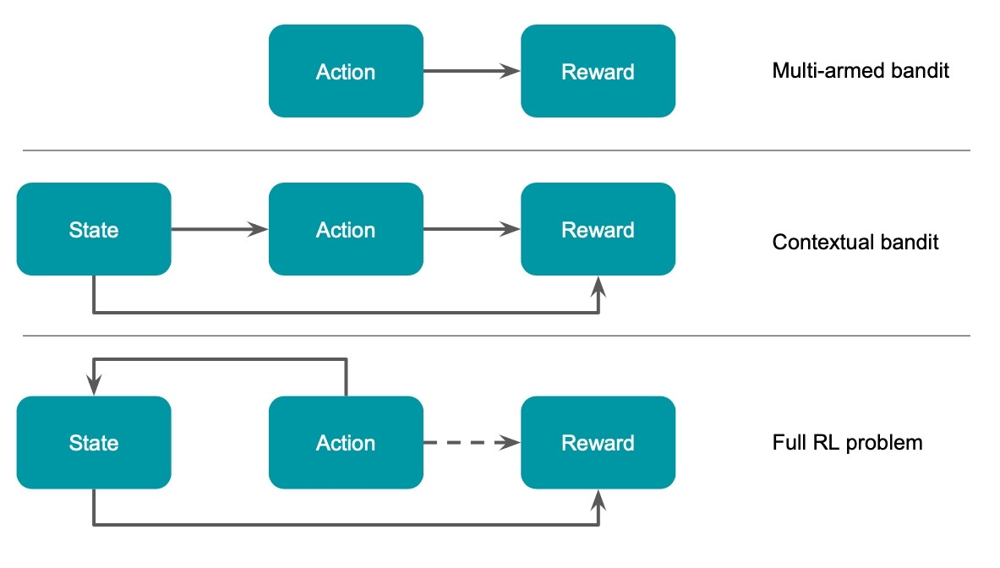 Action
Reward
Multi-armed bandit
State
Action
Reward
Contextual bandit
State
Action
Reward
Full RL problem